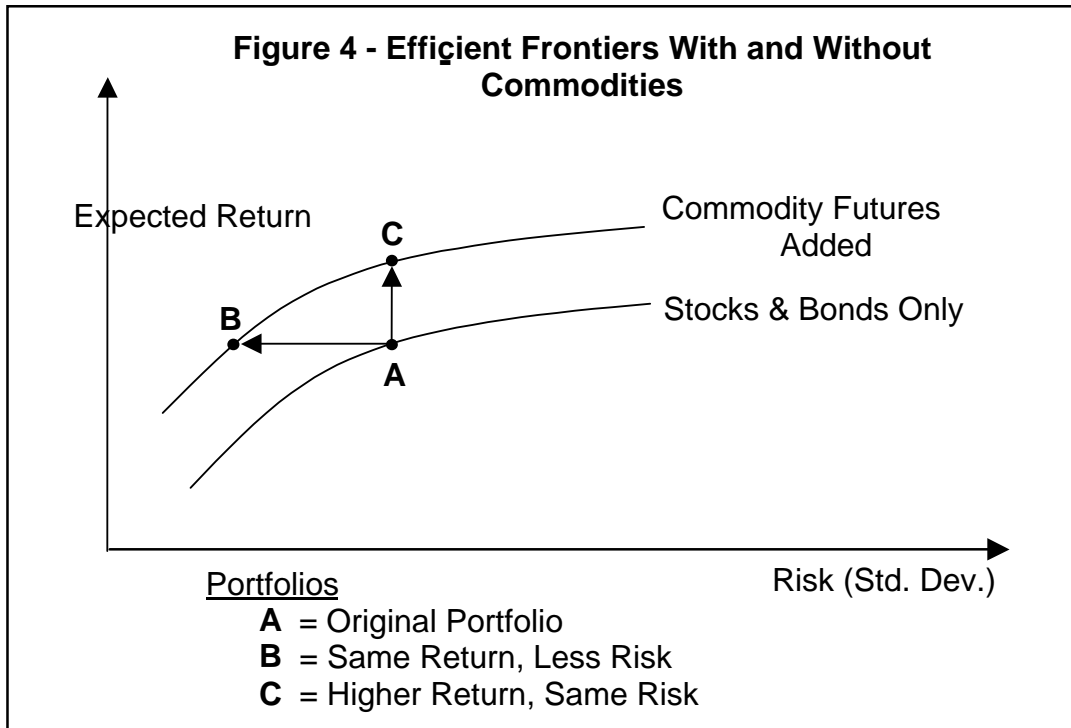 Figure 4 - Efficient Frontiers With and Without
Commodities
Expected Return
C
Commodity Futures
Added
B
Stocks & Bonds Only
A
Risk (Std. Dev.)
Portfolios
A = Original Portfolio
B = Same Return, Less Risk
C = Higher Return, Same Risk